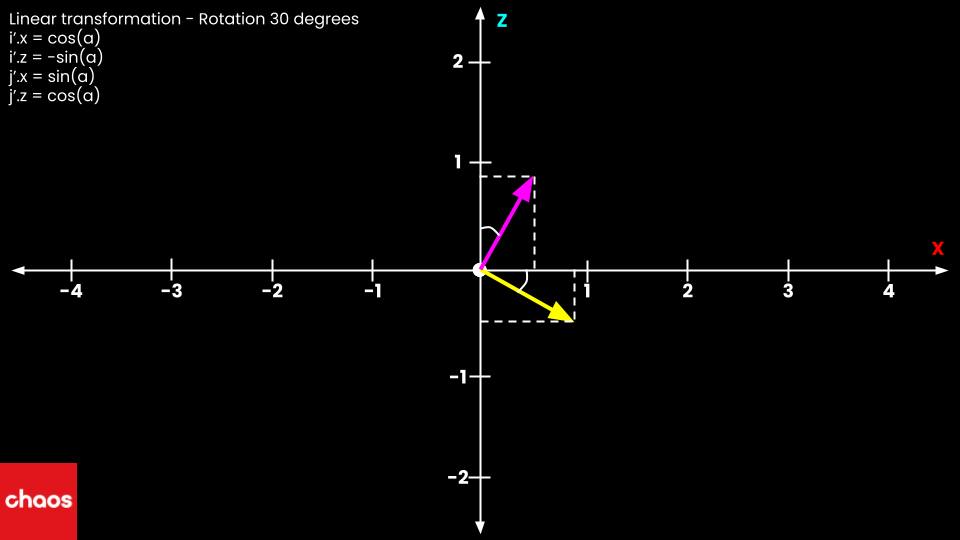 Linear transformation - Rotation 30 degrees
i'.x = cos(a)
i'.z = -sin(a)
j'.x = sin(a)
j'.z = cos(a)
Z
2
1
X
-4 -3 -2 -1 0 1 2 3 4
-1
-2
chaos